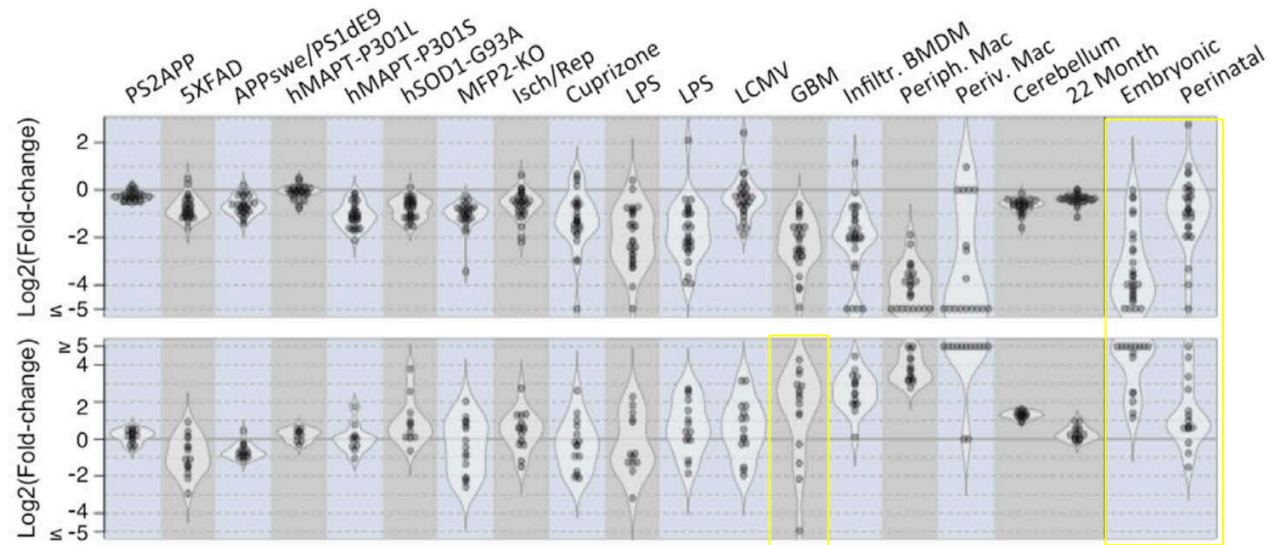 PS2APP
5XFAD
APPswe/PS1dE9
hMAPT-P301L
hMAPT-P301S
hSOD1-G93A
MFP2-KO
Isch/Rep
Cuprizone
LPS
LPS
LCMV
GBM
Infiltr. BMDM
Periph. Mac
Periv. Mac
Cerebellum
22 Month
Embryonic
Perinatal
Log2(Fold-change)
2
0
-2
-4
≤ -5
Log2(Fold-change)
≥ 5
4
2
0
-2
-4
≤ -5